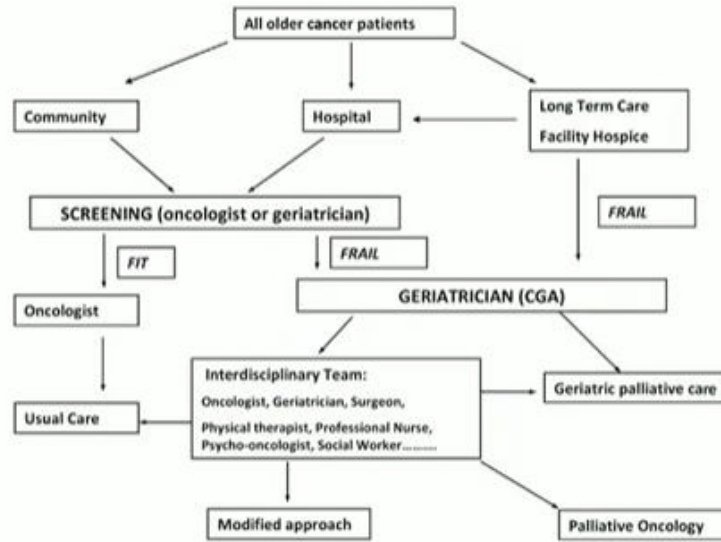 All older cancer patients
Community
Hospital
Long Term Care
Facility Hospice
SCREENING (oncologist or geriatrician)
FRAIL
FIT
FRAIL
GERIATRICIAN (CGA)
Oncologist
Interdisciplinary Team:
Oncologist, Geriatrician, Surgeon,
Physical therapist, Professional Nurse,
Psycho-oncologist, Social Worker..........
Geriatric palliative care
Usual Care
Modified approach
Palliative Oncology